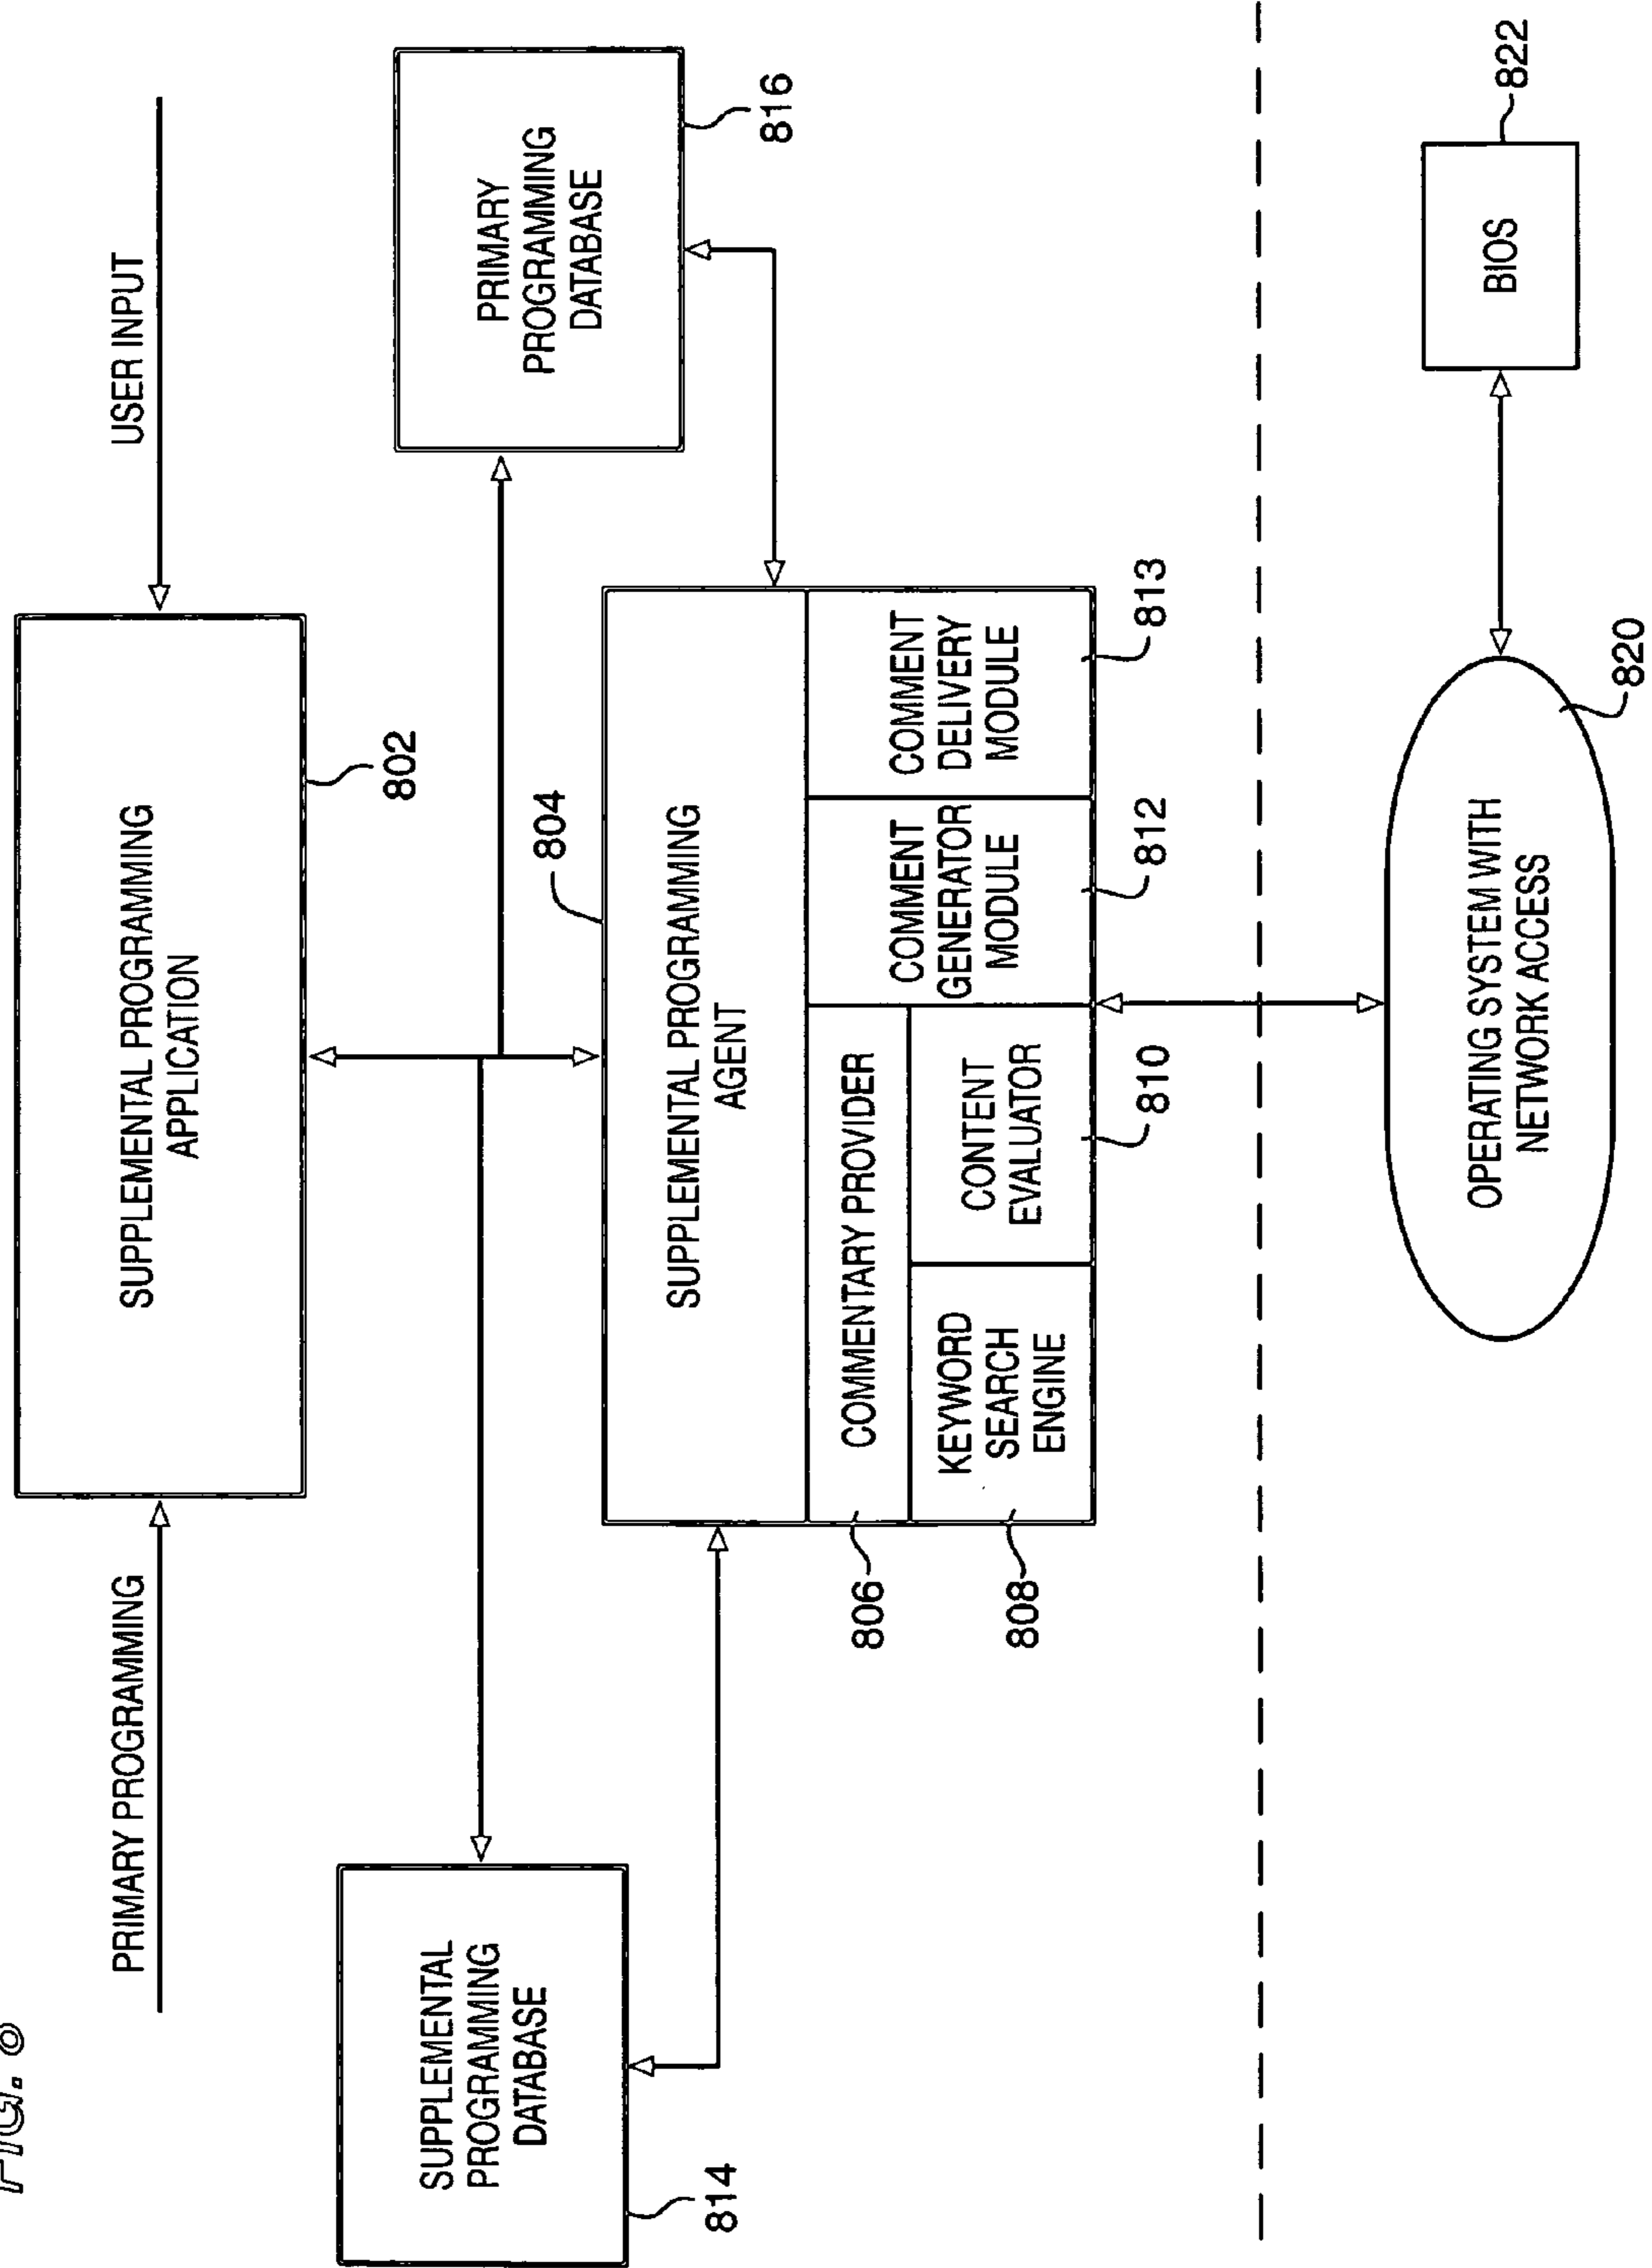 FIG. 8
PRIMARY PROGRAMMING
USER INPUT
SUPPLEMENTAL PROGRAMMING
APPLICATION
802
SUPPLEMENTAL
PROGRAMMING
DATABASE
814
PRIMARY
PROGRAMMING
DATABASE
816
804
SUPPLEMENTAL PROGRAMMING
AGENT
COMMENTARY PROVIDER
806
KEYWORD
SEARCH
ENGINE
808
CONTENT
EVALUATOR
810
COMMENT
GENERATOR
MODULE
812
COMMENT
DELIVERY
MODULE
813
OPERATING SYSTEM WITH
NETWORK ACCESS
820
BIOS
822